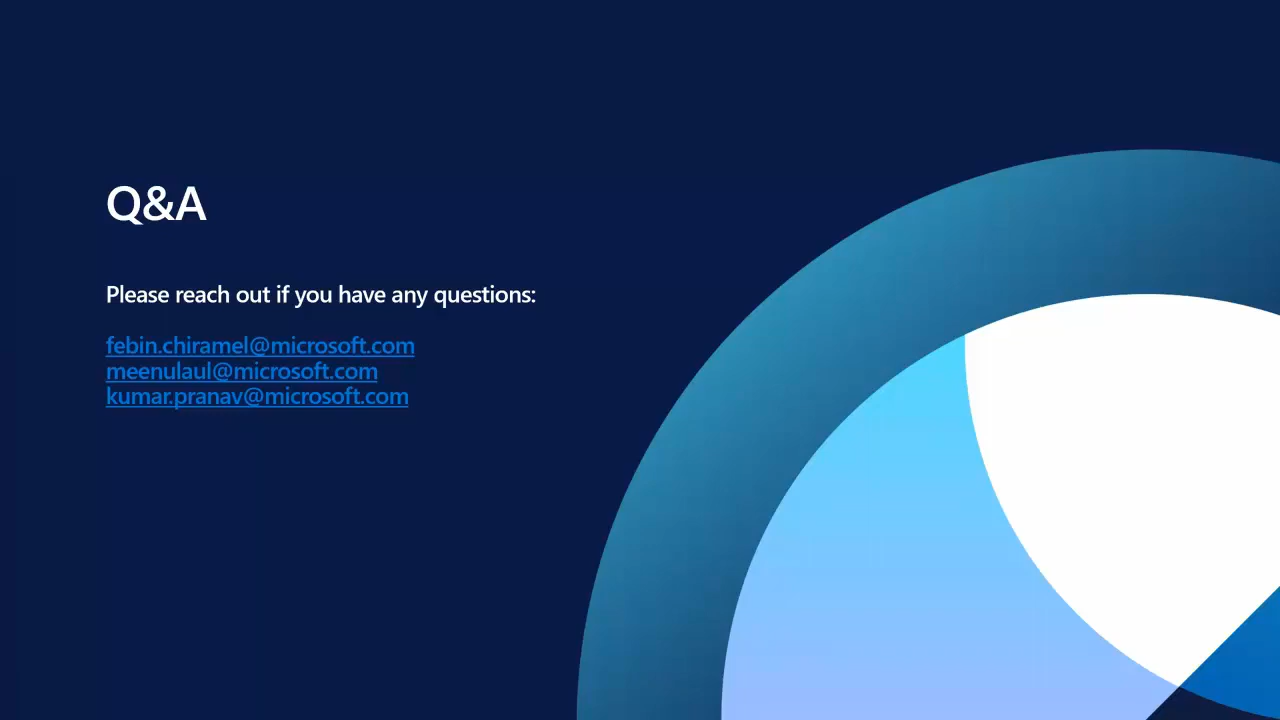 Q&A
Please reach out if you have any questions:
febin.chiramel@microsoft.com
meenulaul@microsoft.com
kumar.pranav@microsoft.com